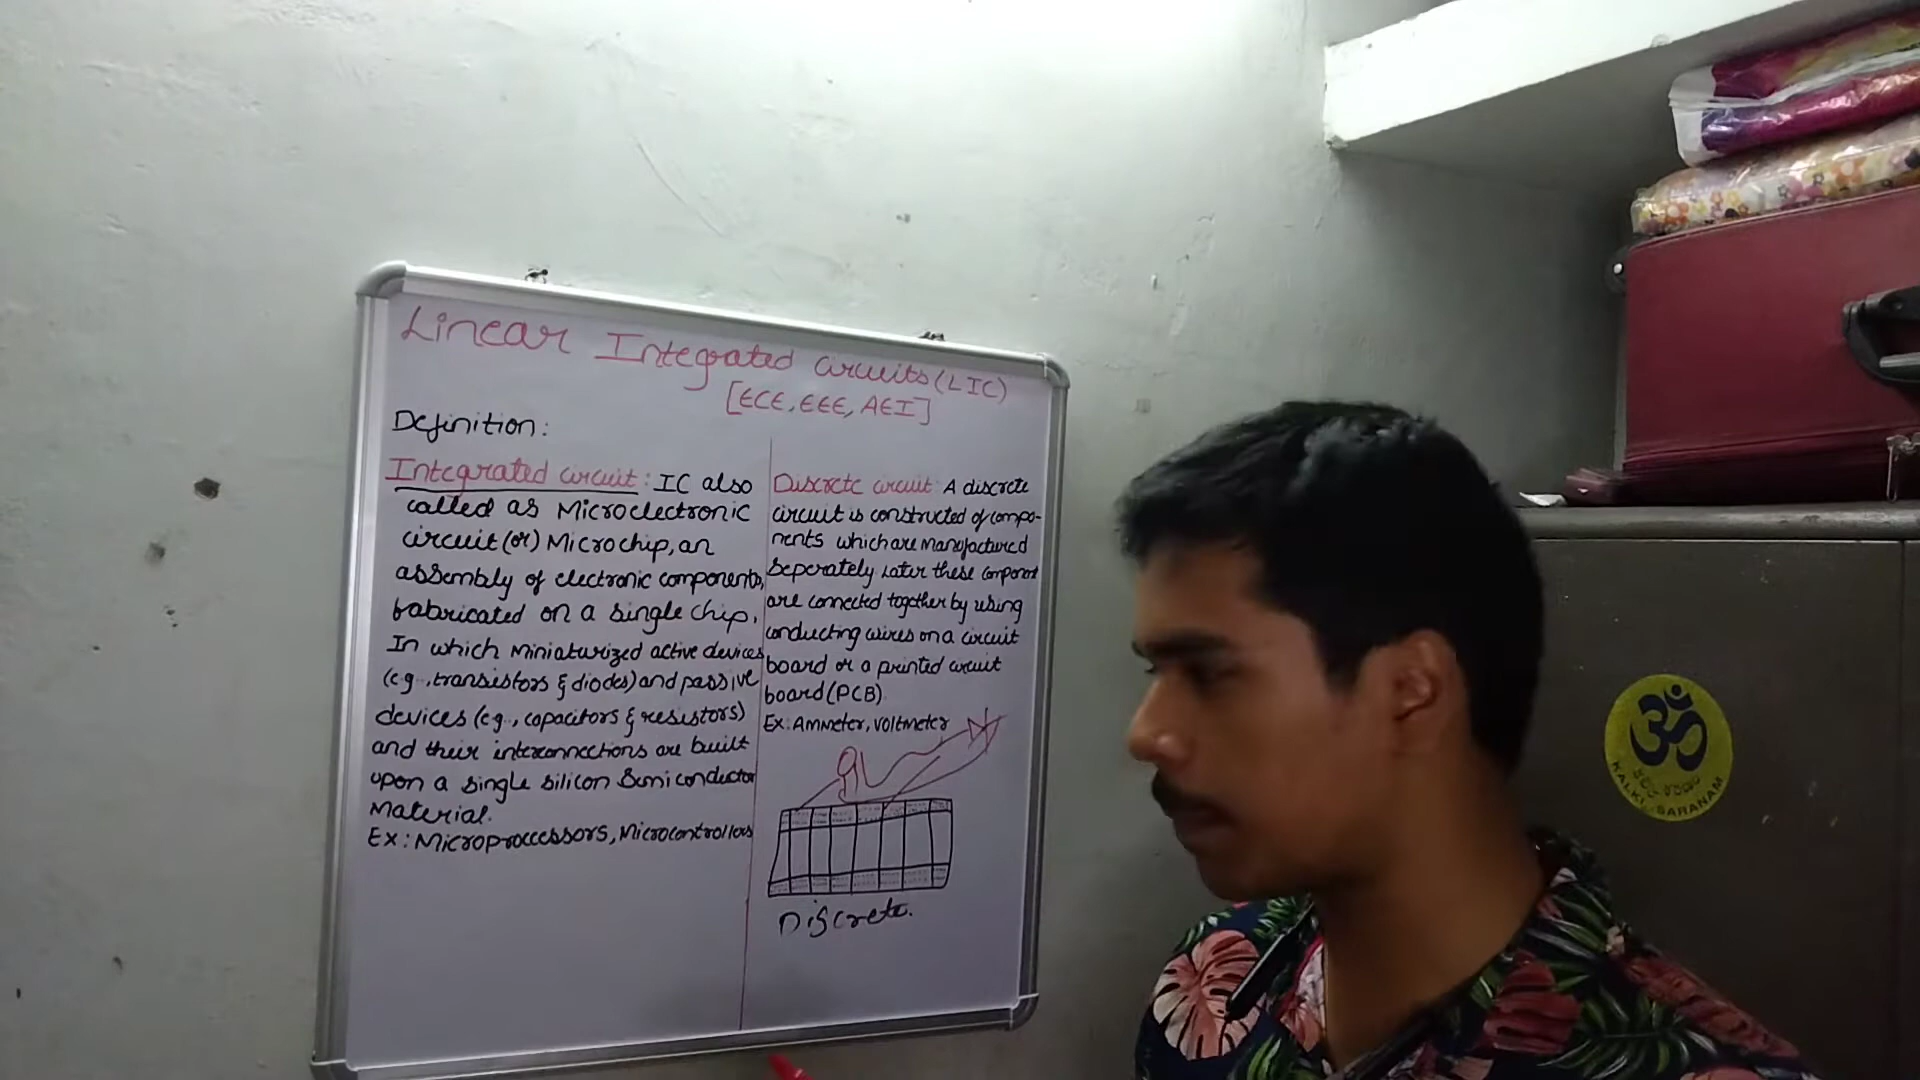 Linear Integrated Circuits (LIC)
[ECE, EEE, AEI]
Definition:
Integrated circuit: IC also
called as Microelectronic
circuit (or) Microchip, an
assembly of electronic components,
fabricated on a single chip.
In which miniaturized active devices
(eg., transistors & diodes) and passive
devices (eg., capacitors & resistors)
and their interconnections are built
upon a single silicon Semiconductor
Material.
Ex: Microproccessors, Microcontrollers
Discrete circuit: A discrete
circuit is constructed of compo-
nents which are manufactured
Seperately. Later these component
are connected together by using
conducting wires on a circuit
board or a printed circuit
board (PCB).
Ex: Ammeter, voltmeter
Discrete.
ॐ
KALKI SARANAM